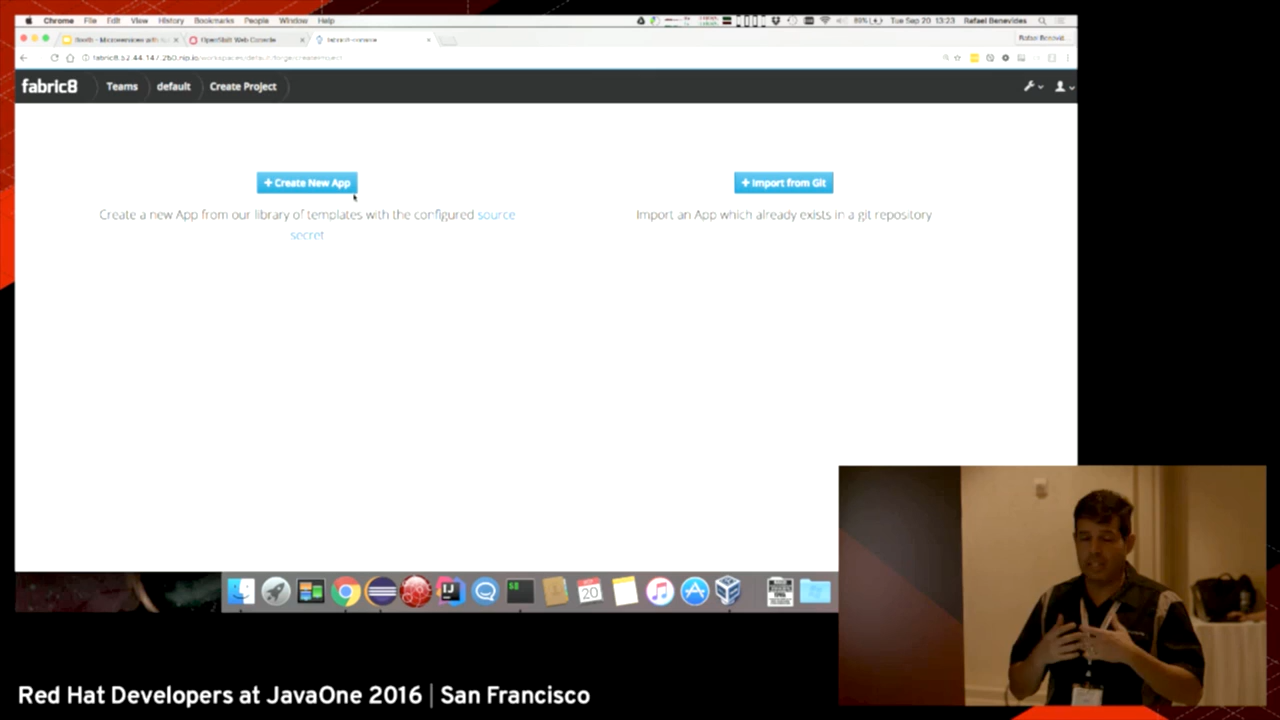 Chrome File Edit View History Bookmarks People Window Help
89% Tue Sep 20 13:23 Rafael Benevides
OpenShift Web Console
fabric8 Teams default Create Project
+ Create New App
+ Import from Git
Create a new App from our library of templates with the configured source
secret
Import an App which already exists in a git repository
20
Red Hat Developers at JavaOne 2016 | San Francisco